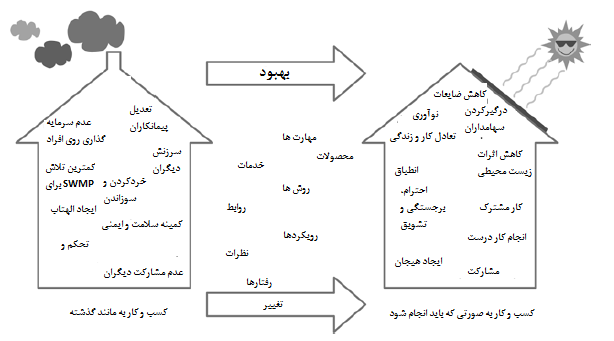 بهبود
تعدیل
پیمانکاران
عدم سرمایه
گذاری روی افراد
سرزنش
دیگران
کمترین تلاش
برای SWMP
خردکردن و
سوزاندن
ایجاد الهتاب
کمینه سلامت و ایمنی
تحکم و
عدم مشارکت دیگران
کسب و کار به مانند گذشته
مهارت ها
محصولات
خدمات
روش ها
روابط
رویکردها
نظرات
رفتارها
تغییر
کاهش ضایعات
نوآوری
درگیرکردن
سهامداران
تعادل کار و زندگی
کاهش اثرات
زیست محیطی
انطباق
احترام،
برجستگی و
تشویق
کار مشترک
انجام کار درست
ایجاد هیجان
مشارکت
کسب و کار به صورتی که باید انجام شود